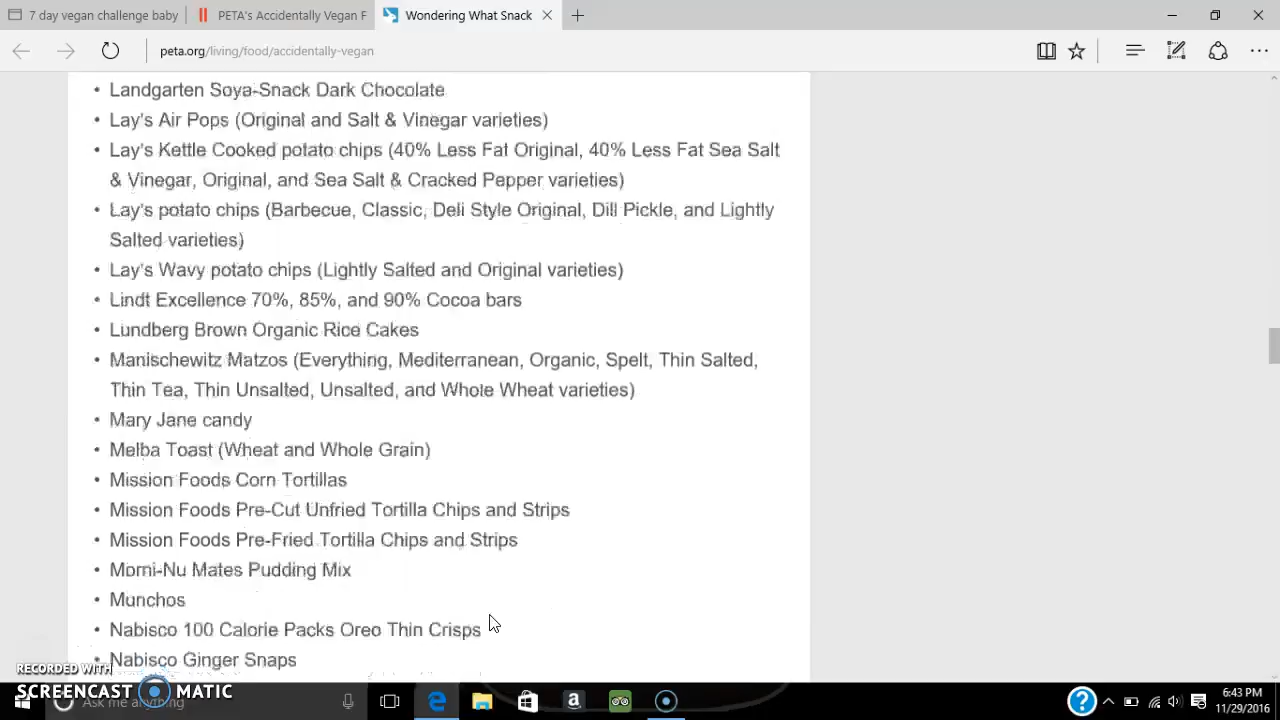 7 day vegan challenge baby
PETA's Accidentally Vegan F
Wondering What Snack
peta.org/living/food/accidentally-vegan
• Landgarten Soya-Snack Dark Chocolate
• Lay's Air Pops (Original and Salt & Vinegar varieties)
• Lay's Kettle Cooked potato chips (40% Less Fat Original, 40% Less Fat Sea Salt
& Vinegar, Original, and Sea Salt & Cracked Pepper varieties)
• Lay's potato chips (Barbecue, Classic, Deli Style Original, Dill Pickle, and Lightly
Salted varieties)
• Lay's Wavy potato chips (Lightly Salted and Original varieties)
• Lindt Excellence 70%, 85%, and 90% Cocoa bars
• Lundberg Brown Organic Rice Cakes
• Manischewitz Matzos (Everything, Mediterranean, Organic, Spelt, Thin Salted,
Thin Tea, Thin Unsalted, Unsalted, and Whole Wheat varieties)
• Mary Jane candy
• Melba Toast (Wheat and Whole Grain)
• Mission Foods Corn Tortillas
• Mission Foods Pre-Cut Unfried Tortilla Chips and Strips
• Mission Foods Pre-Fried Tortilla Chips and Strips
• Morni-Nu Mates Pudding Mix
• Munchos
• Nabisco 100 Calorie Packs Oreo Thin Crisps
• Nabisco Ginger Snaps
RECORDED WITH
SCREENCAST MATIC
Ask me anything
6:43 PM
11/29/2016